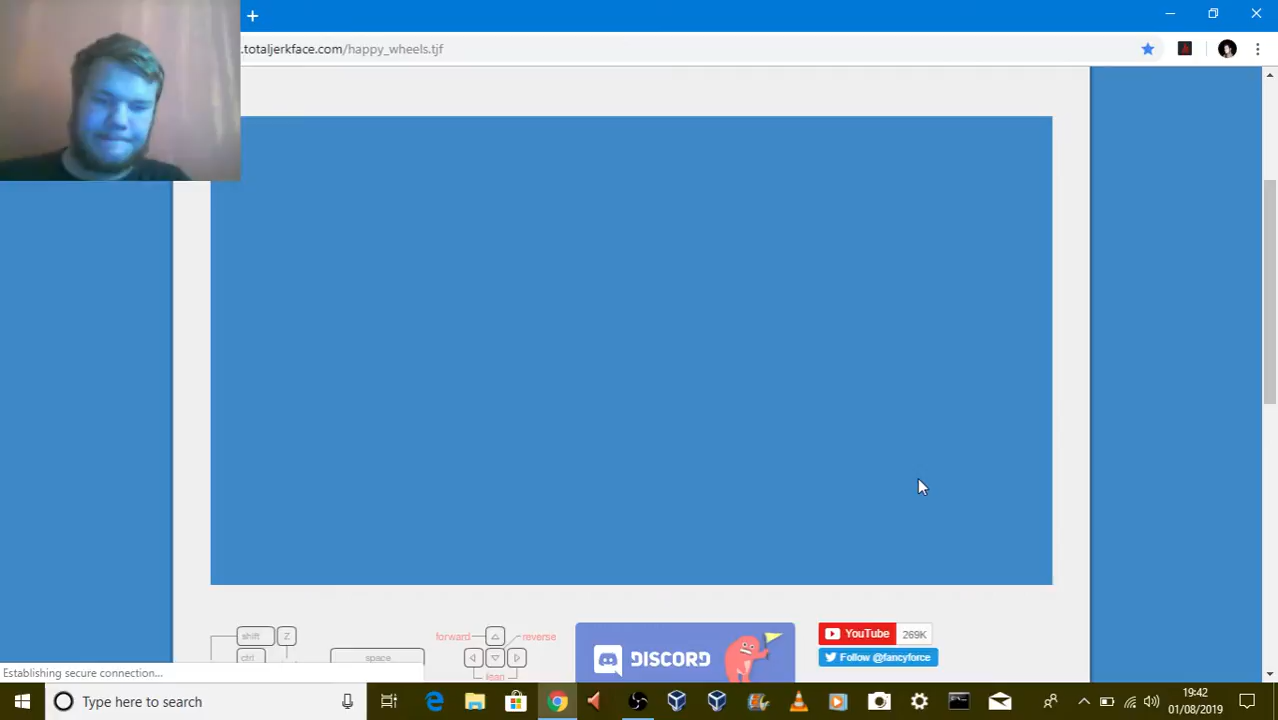 .totaljerkface.com/happy_wheels.tjf
shift Z
ctrl
space
forward reverse
lean
DISCORD
YouTube 269K
Follow @fancyforce
Establishing secure connection...
Type here to search
19:42
01/08/2019